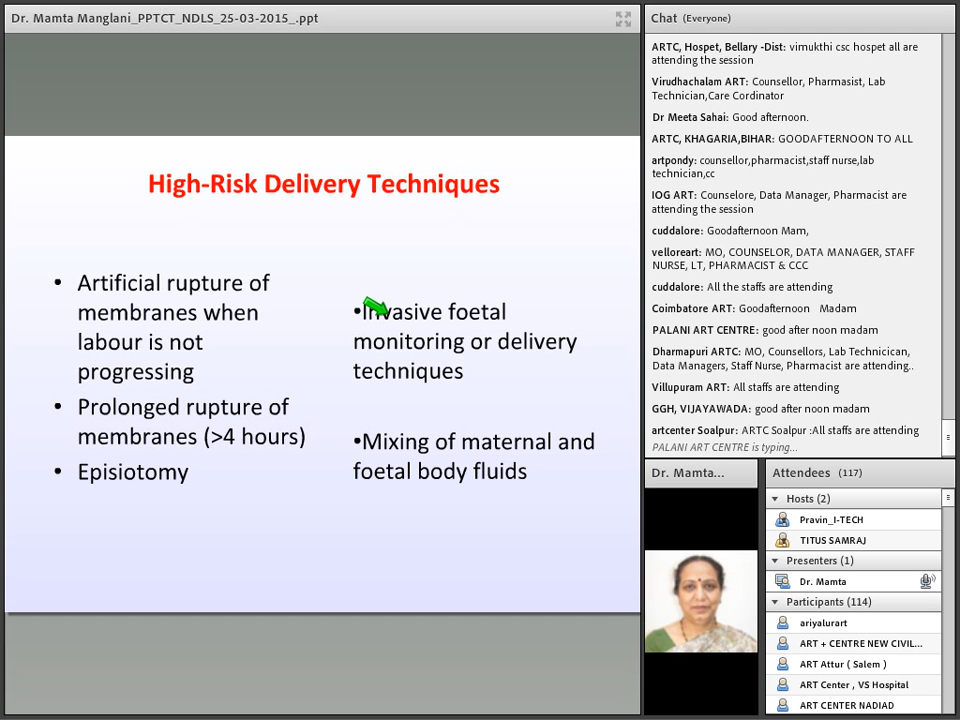 Dr. Mamta Manglani_PPTCT_NDLS_25-03-2015_.ppt
High-Risk Delivery Techniques
• Artificial rupture of
membranes when
labour is not
progressing
• Prolonged rupture of
membranes (>4 hours)
• Episiotomy
•Invasive foetal
monitoring or delivery
techniques
•Mixing of maternal and
foetal body fluids
Chat (Everyone)
ARTC, Hospet, Bellary -Dist: vimukthi csc hospet all are
attending the session
Virudhachalam ART: Counsellor, Pharmasist, Lab
Technician,Care Cordinator
Dr Meeta Sahai: Good afternoon.
ARTC, KHAGARIA,BIHAR: GOODAFTERNOON TO ALL
artpondy: counsellor,pharmacist,staff nurse,lab
technician,cc
IOG ART: Counselore, Data Manager, Pharmacist are
attending the session
cuddalore: Goodafternoon Mam,
velloreart: MO, COUNSELOR, DATA MANAGER, STAFF
NURSE, LT, PHARMACIST & CCC
cuddalore: All the staffs are attending
Coimbatore ART: Goodafternoon Madam
PALANI ART CENTRE: good after noon madam
Dharmapuri ARTC: MO, Counsellors, Lab Technicican,
Data Managers, Staff Nurse, Pharmacist are attending..
Villupuram ART: All staffs are attending
GGH, VIJAYAWADA: good after noon madam
artcenter Soalpur: ARTC Soalpur :All staffs are attending
PALANI ART CENTRE is typing...
Dr. Mamta...
Attendees (117)
Hosts (2)
Pravin_I-TECH
TITUS SAMRAJ
Presenters (1)
Dr. Mamta
Participants (114)
ariyalurart
ART + CENTRE NEW CIVIL...
ART Attur ( Salem )
ART Center , VS Hospital
ART CENTER NADIAD